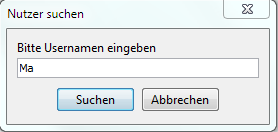 Nutzer suchen
Bitte Usernamen eingeben
Ma
Suchen Abbrechen